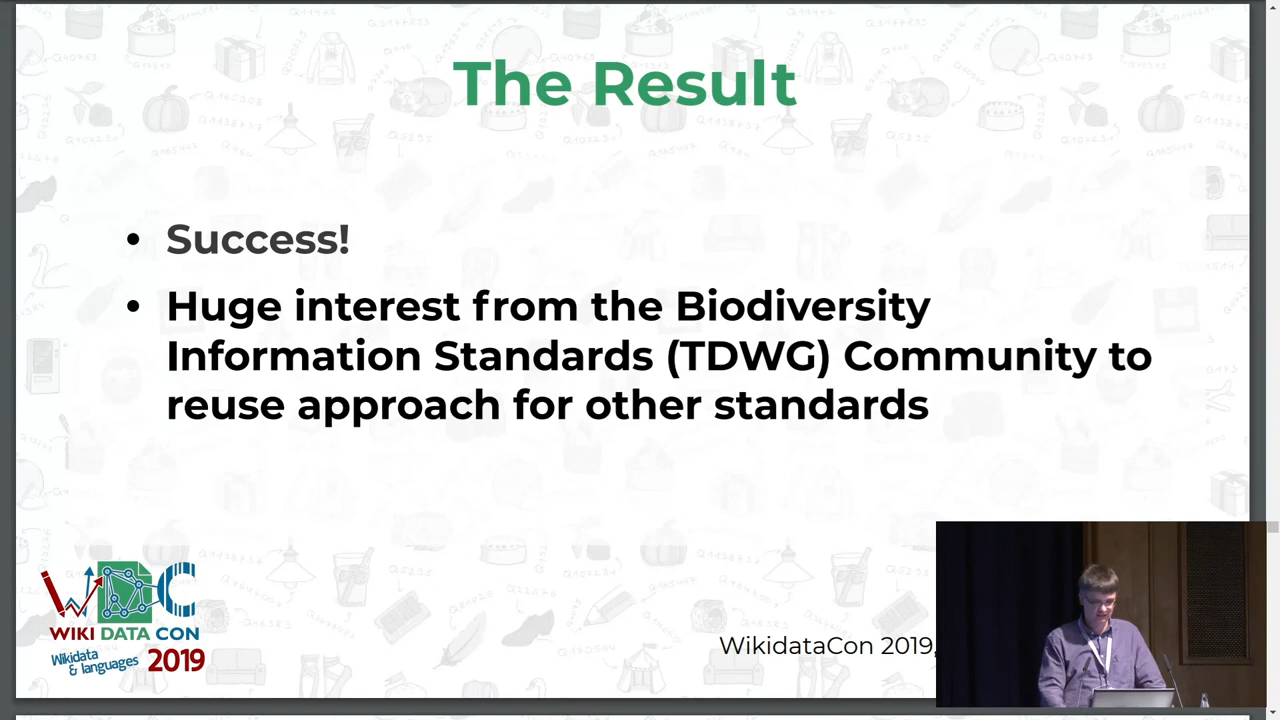 The Result
• Success!
• Huge interest from the Biodiversity
Information Standards (TDWG) Community to
reuse approach for other standards
WDC
WIKI DATA CON
Wikidata
& languages 2019
WikidataCon 2019,